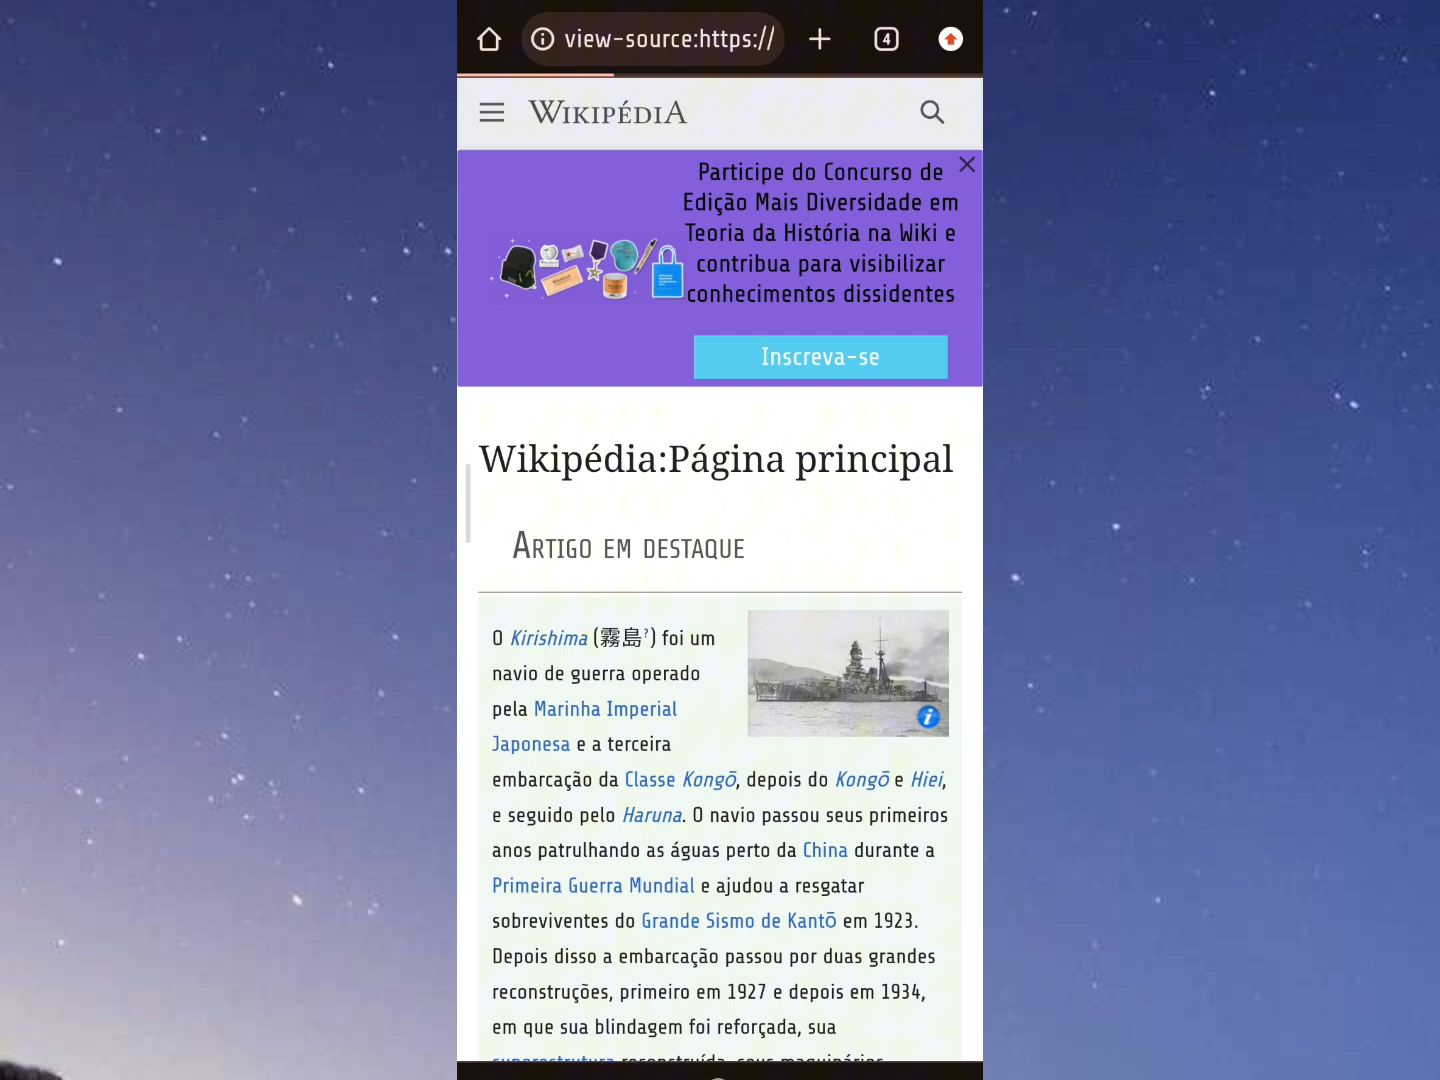 view-source:https://
4
WIKIPÉDIA
Participe do Concurso de
Edição Mais Diversidade em
Teoria da História na Wiki e
contribua para visibilizar
conhecimentos dissidentes
Inscreva-se
Wikipédia:Página principal
Artigo em destaque
O Kirishima (霧島?) foi um
navio de guerra operado
pela Marinha Imperial
Japonesa e a terceira
embarcação da Classe Kongō, depois do Kongō e Hiei,
e seguido pelo Haruna. O navio passou seus primeiros
anos patrulhando as águas perto da China durante a
Primeira Guerra Mundial e ajudou a resgatar
sobreviventes do Grande Sismo de Kantō em 1923.
Depois disso a embarcação passou por duas grandes
reconstruções, primeiro em 1927 e depois em 1934,
em que sua blindagem foi reforçada, sua
superestrutura reconstruída, seus maquinários